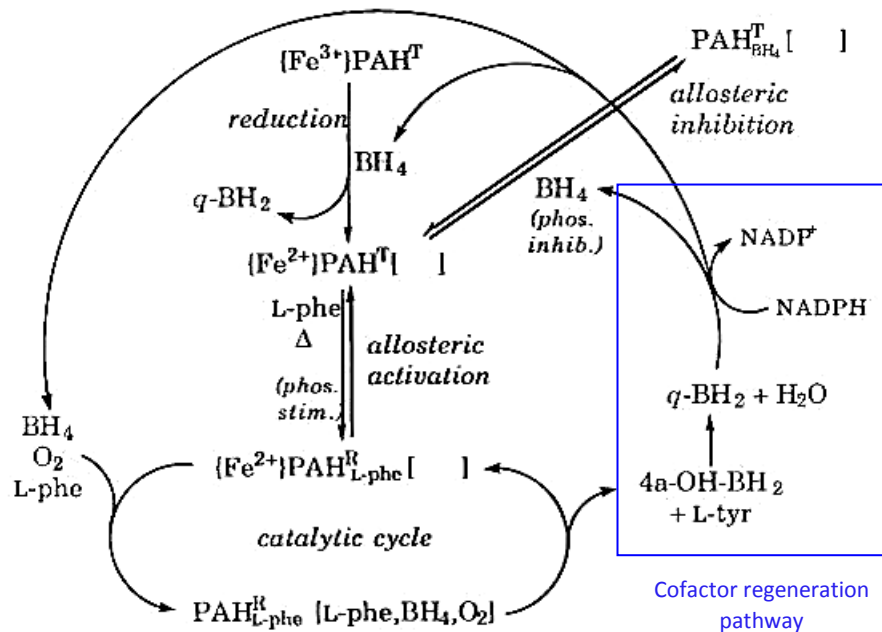 {Fe³⁺}PAHᵀ
PAHᵀBH₄ [ ]
reduction
allosteric
inhibition
BH₄
q-BH₂
BH₄
(phos.
inhib.)
NADP⁺
{Fe²⁺}PAHᵀ[ ]
NADPH
L-phe
Δ
allosteric
activation
(phos.
stim.)
q-BH₂ + H₂O
BH₄
O₂
L-phe
{Fe²⁺}PAHᴿL-phe [ ]
4a-OH-BH₂
+ L-tyr
catalytic cycle
PAHᴿL-phe [L-phe,BH₄,O₂]
Cofactor regeneration
pathway